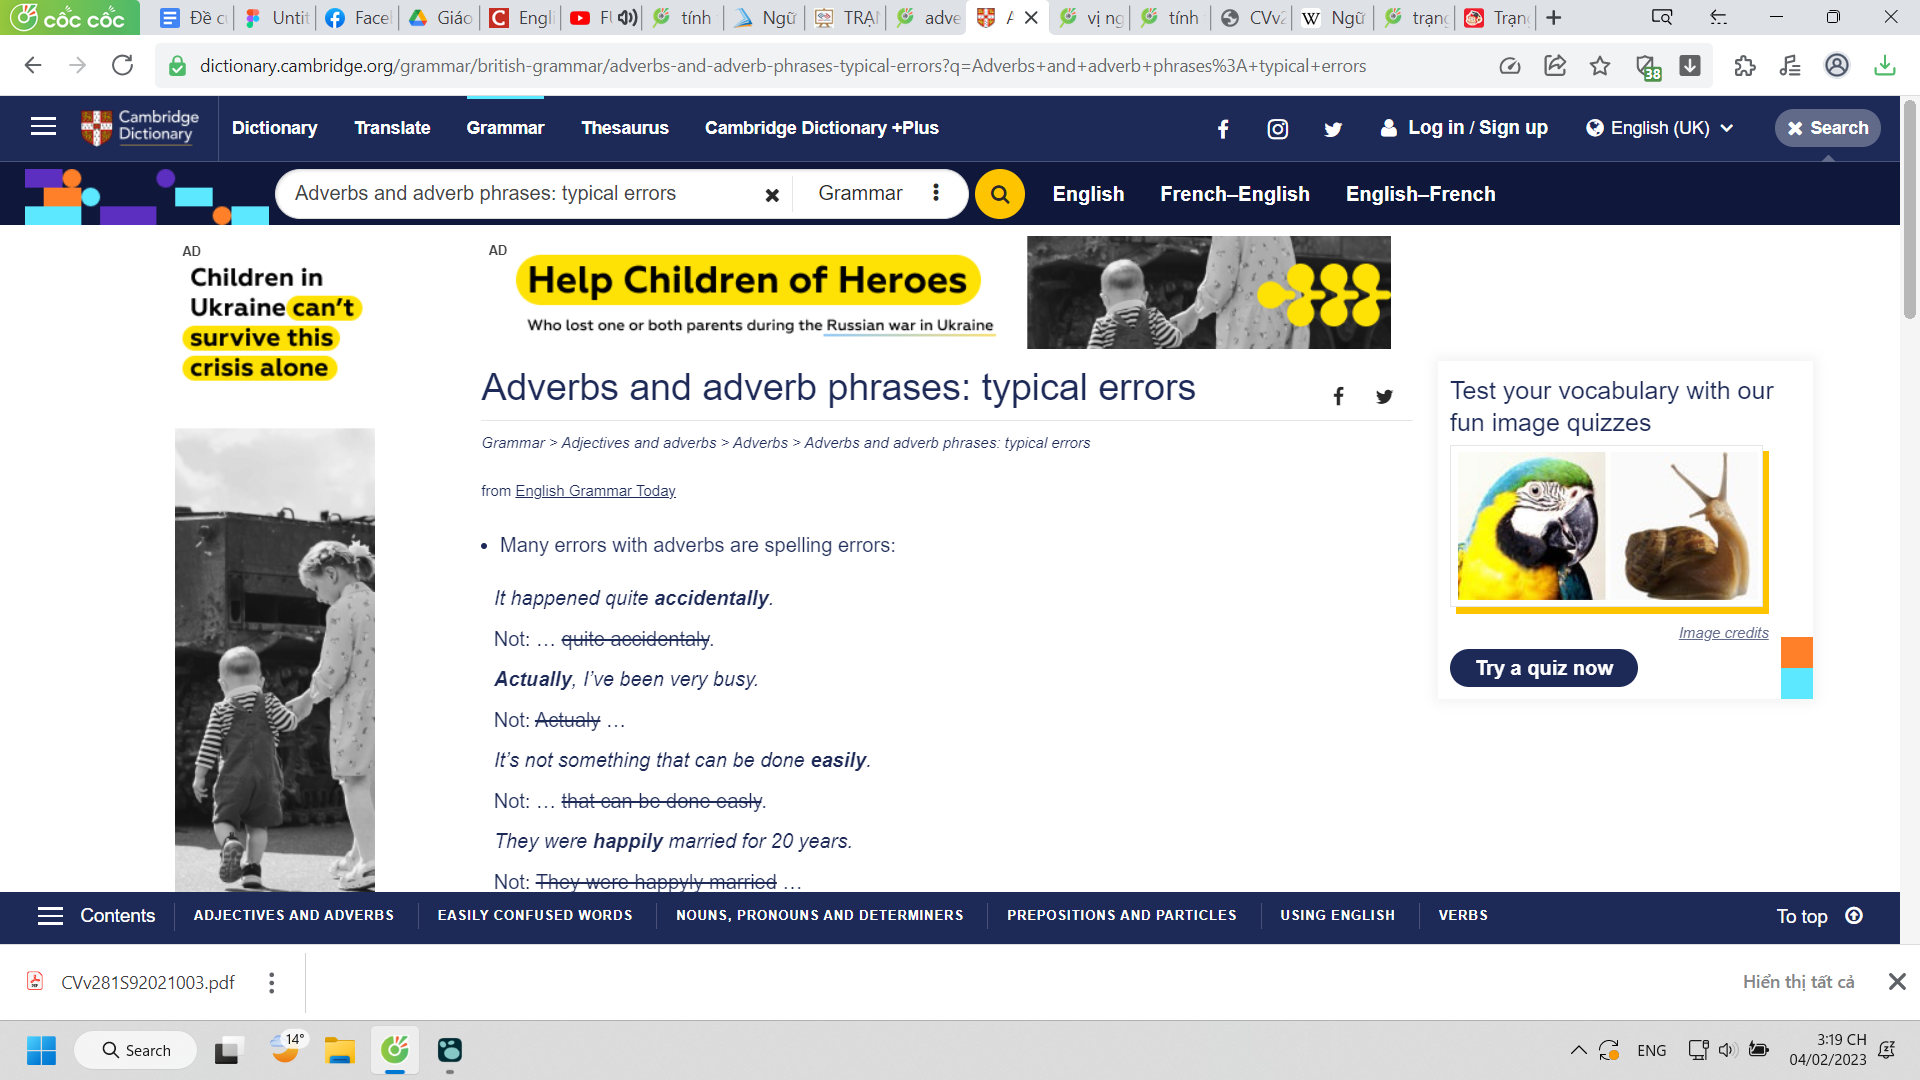 cốc cốc
Đề cư
Untit
Facel
Giáo
Engli
FU
tính
Ngữ
TRAN
adve
A
vị ng
tính
CVv2
Ngữ
trạng
Trạng
dictionary.cambridge.org/grammar/british-grammar/adverbs-and-adverb-phrases-typical-errors?q=Adverbs+and+adverb+phrases%3A+typical+errors
38
Cambridge
Dictionary
Dictionary
Translate
Grammar
Thesaurus
Cambridge Dictionary +Plus
Log in / Sign up
English (UK)
Search
Adverbs and adverb phrases: typical errors
Grammar
English
French–English
English–French
AD
Children in
Ukraine can't
survive this
crisis alone
AD
Help Children of Heroes
Who lost one or both parents during the Russian war in Ukraine
Adverbs and adverb phrases: typical errors
Grammar > Adjectives and adverbs > Adverbs > Adverbs and adverb phrases: typical errors
from English Grammar Today
• Many errors with adverbs are spelling errors:
It happened quite accidentally.
Not: … quite accidentaly.
Actually, I've been very busy.
Not: Actualy …
It's not something that can be done easily.
Not: … that can be done easly.
They were happily married for 20 years.
Not: They were happyly married …
Test your vocabulary with our
fun image quizzes
Image credits
Try a quiz now
Contents
ADJECTIVES AND ADVERBS
EASILY CONFUSED WORDS
NOUNS, PRONOUNS AND DETERMINERS
PREPOSITIONS AND PARTICLES
USING ENGLISH
VERBS
To top
CVv281S92021003.pdf
Hiển thị tất cả
Search
14°
ENG
3:19 CH
04/02/2023